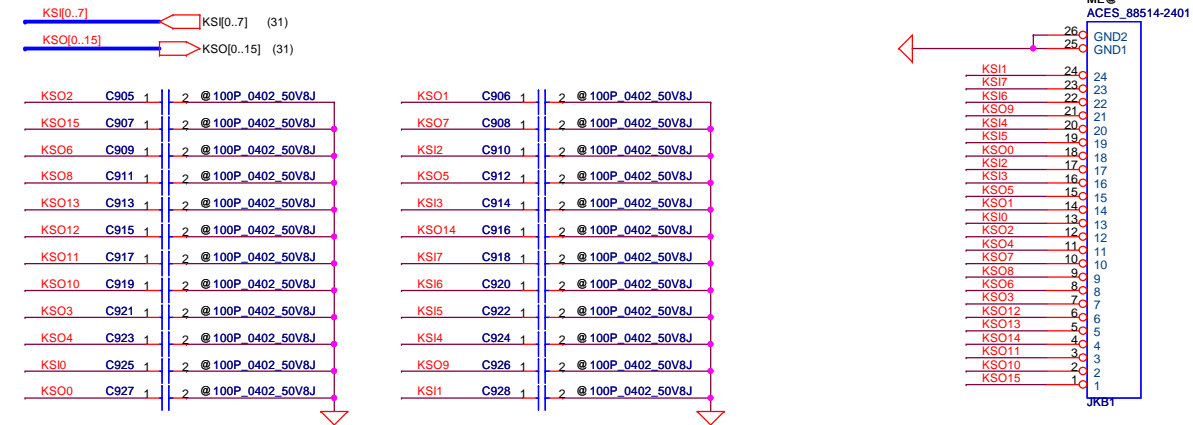 KSI[0..7] KSI[0..7] (31)
KSO[0..15] KSO[0..15] (31)
KSO2 C905 1 2 @100P_0402_50V8J
KSO15 C907 1 2 @100P_0402_50V8J
KSO6 C909 1 2 @100P_0402_50V8J
KSO8 C911 1 2 @100P_0402_50V8J
KSO13 C913 1 2 @100P_0402_50V8J
KSO12 C915 1 2 @100P_0402_50V8J
KSO11 C917 1 2 @100P_0402_50V8J
KSO10 C919 1 2 @100P_0402_50V8J
KSO3 C921 1 2 @100P_0402_50V8J
KSO4 C923 1 2 @100P_0402_50V8J
KSI0 C925 1 2 @100P_0402_50V8J
KSO0 C927 1 2 @100P_0402_50V8J
KSO1 C906 1 2 @100P_0402_50V8J
KSO7 C908 1 2 @100P_0402_50V8J
KSI2 C910 1 2 @100P_0402_50V8J
KSO5 C912 1 2 @100P_0402_50V8J
KSI3 C914 1 2 @100P_0402_50V8J
KSO14 C916 1 2 @100P_0402_50V8J
KSI7 C918 1 2 @100P_0402_50V8J
KSI6 C920 1 2 @100P_0402_50V8J
KSI5 C922 1 2 @100P_0402_50V8J
KSI4 C924 1 2 @100P_0402_50V8J
KSO9 C926 1 2 @100P_0402_50V8J
KSI1 C928 1 2 @100P_0402_50V8J
ME@
ACES_88514-2401
26 GND2
25 GND1
KSI1 24 24
KSI7 23 23
KSI6 22 22
KSO9 21 21
KSI4 20 20
KSI5 19 19
KSO0 18 18
KSI2 17 17
KSI3 16 16
KSO5 15 15
KSO1 14 14
KSI0 13 13
KSO2 12 12
KSO4 11 11
KSO7 10 10
KSO8 9 9
KSO6 8 8
KSO3 7 7
KSO12 6 6
KSO13 5 5
KSO14 4 4
KSO11 3 3
KSO10 2 2
KSO15 1 1
JKB1